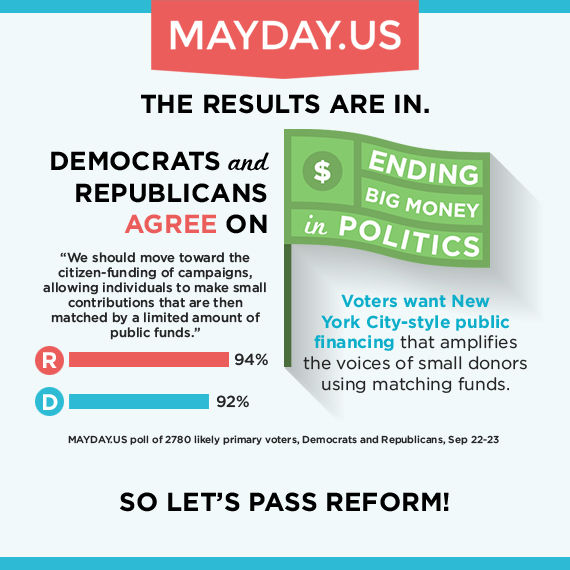 MAYDAY.US
THE RESULTS ARE IN.
DEMOCRATS and
REPUBLICANS
AGREE ON
$
ENDING
BIG MONEY
in POLITICS
“We should move toward the
citizen-funding of campaigns,
allowing individuals to make small
contributions that are then
matched by a limited amount of
public funds.”
R 94%
D 92%
Voters want New
York City-style public
financing that amplifies
the voices of small donors
using matching funds.
MAYDAY.US poll of 2780 likely primary voters, Democrats and Republicans, Sep 22-23
SO LET’S PASS REFORM!